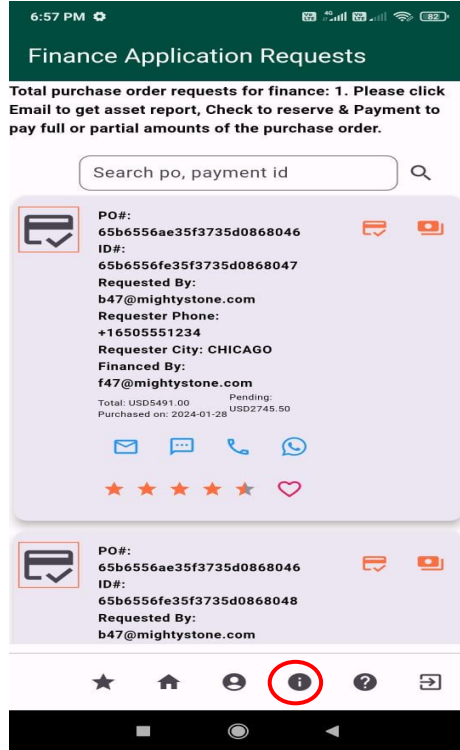 6:57 PM
4G
82
Finance Application Requests
Total purchase order requests for finance: 1. Please click
Email to get asset report, Check to reserve & Payment to
pay full or partial amounts of the purchase order.
Search po, payment id
PO#:
65b6556ae35f3735d0868046
ID#:
65b6556fe35f3735d0868047
Requested By:
b47@mightystone.com
Requester Phone:
+16505551234
Requester City: CHICAGO
Financed By:
f47@mightystone.com
Total: USD5491.00
Purchased on: 2024-01-28
Pending:
USD2745.50
PO#:
65b6556ae35f3735d0868046
ID#:
65b6556fe35f3735d0868048
Requested By:
b47@mightystone.com